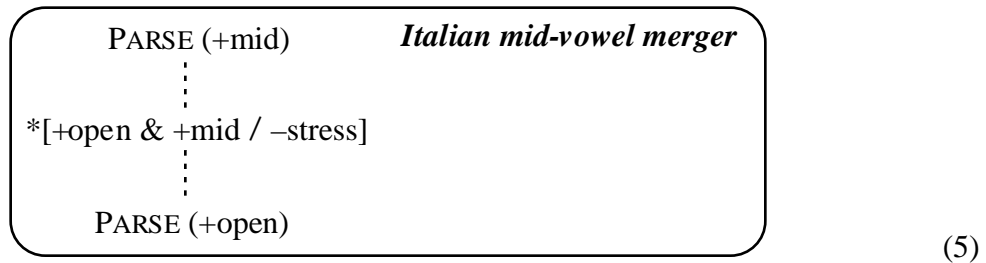 PARSE (+mid) Italian mid-vowel merger
*[+open & +mid / –stress]
PARSE (+open)
(5)